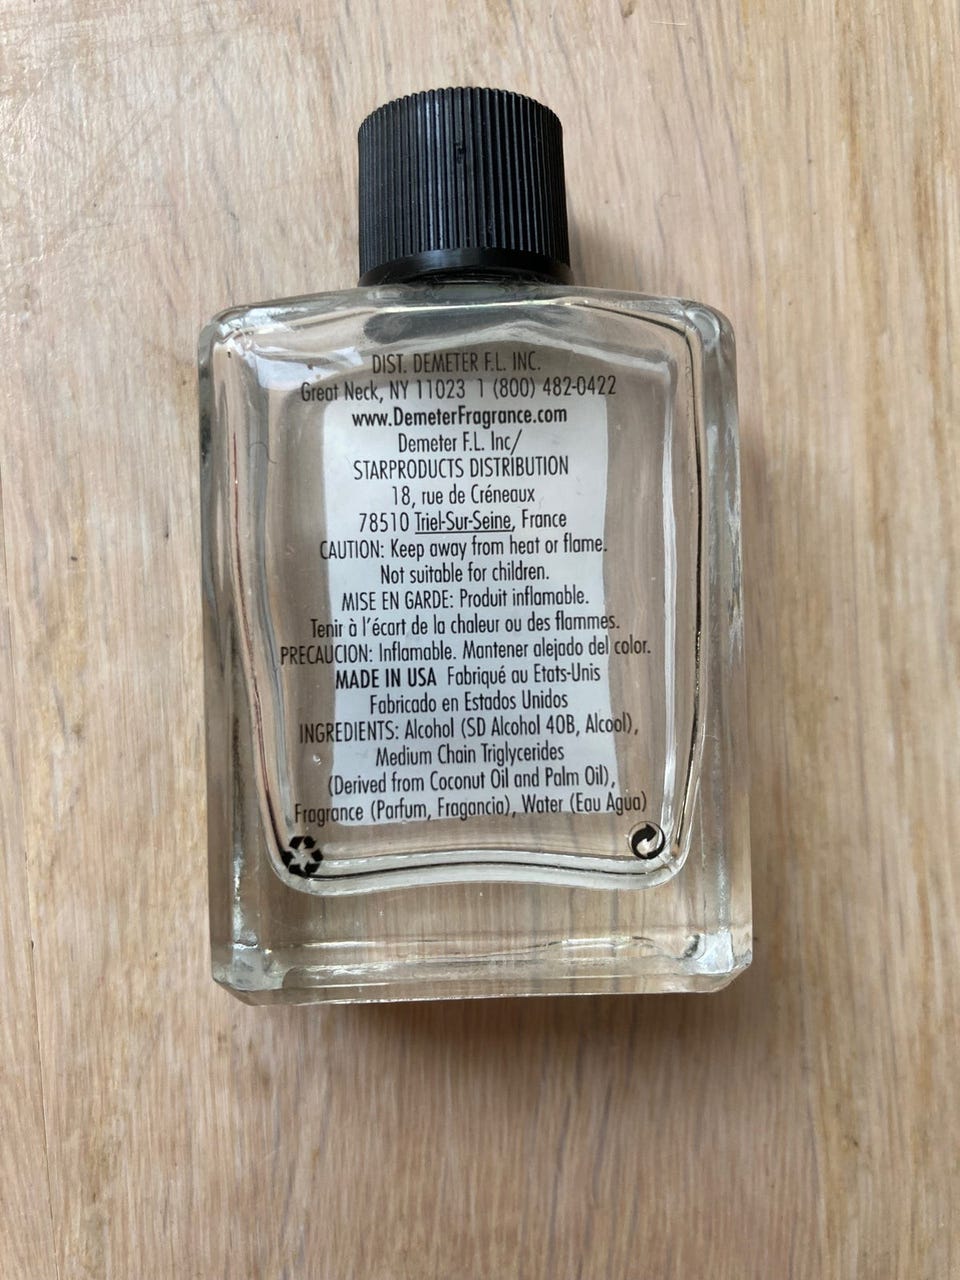 DIST. DEMETER F.L. INC.
Great Neck, NY 11023 1 (800) 482-0422
www.DemeterFragrance.com
Demeter F.L. Inc/
STARPRODUCTS DISTRIBUTION
18, rue de Créneaux
78510 Triel-Sur-Seine, France
CAUTION: Keep away from heat or flame.
Not suitable for children.
MISE EN GARDE: Produit inflamable.
Tenir à l'écart de la chaleur ou des flammes.
PRECAUCION: Inflamable. Mantener alejado del color.
MADE IN USA Fabriqué au Etats-Unis
Fabricado en Estados Unidos
INGREDIENTS: Alcohol (SD Alcohol 40B, Alcool),
Medium Chain Triglycerides
(Derived from Coconut Oil and Palm Oil),
Fragrance (Parfum, Fragancia), Water (Eau Agua)